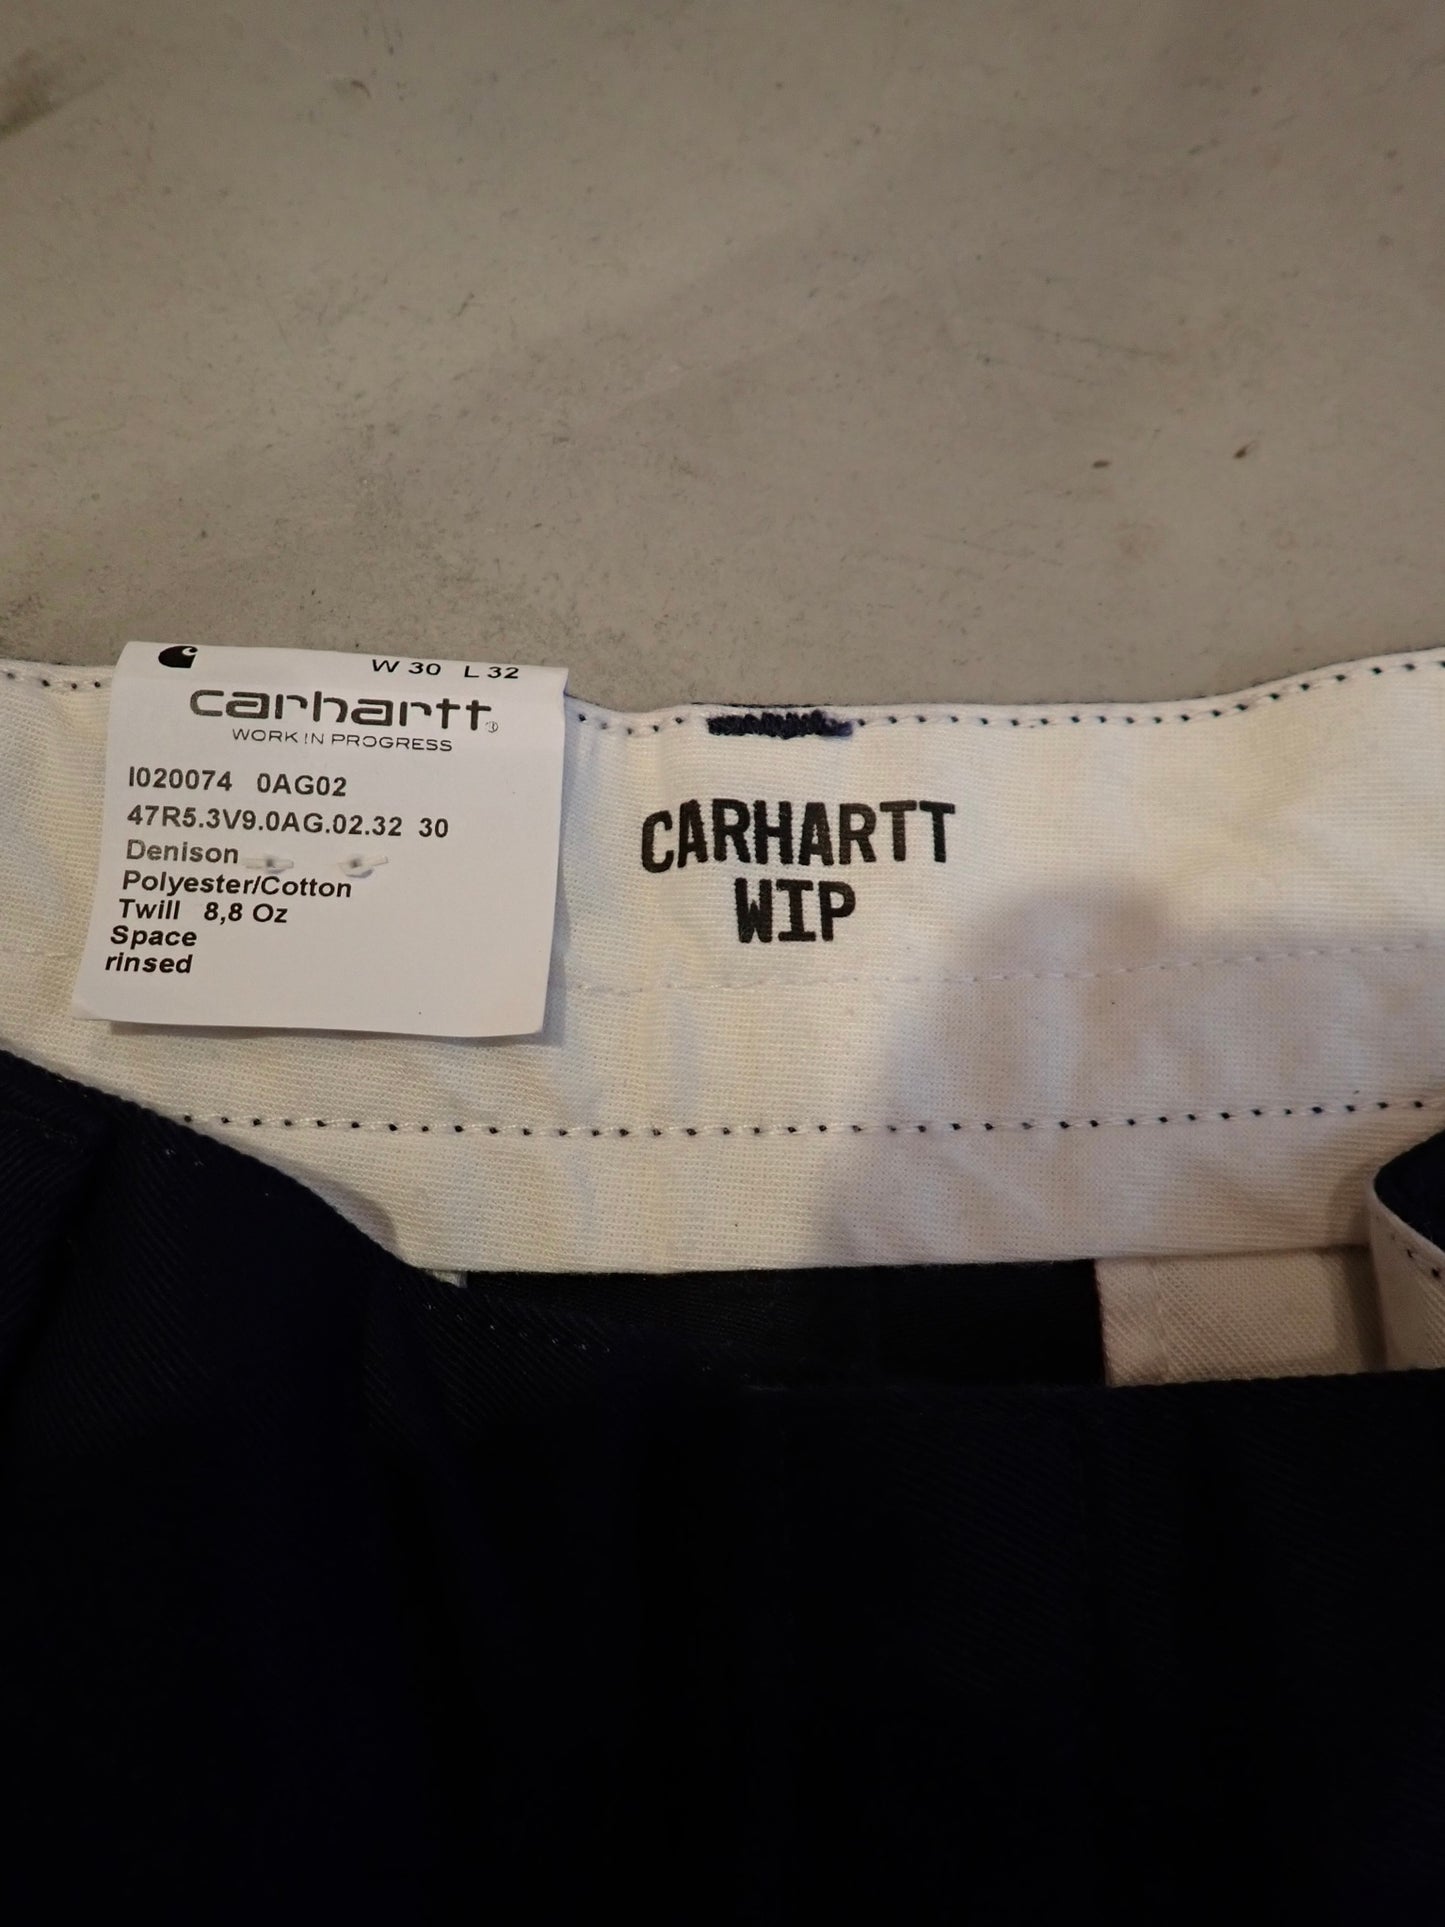 W 30 L 32
carhartt®
WORK IN PROGRESS
I020074 0AG02
47R5.3V9.0AG.02.32 30
Denison
Polyester/Cotton
Twill 8,8 Oz
Space
rinsed
CARHARTT
WIP